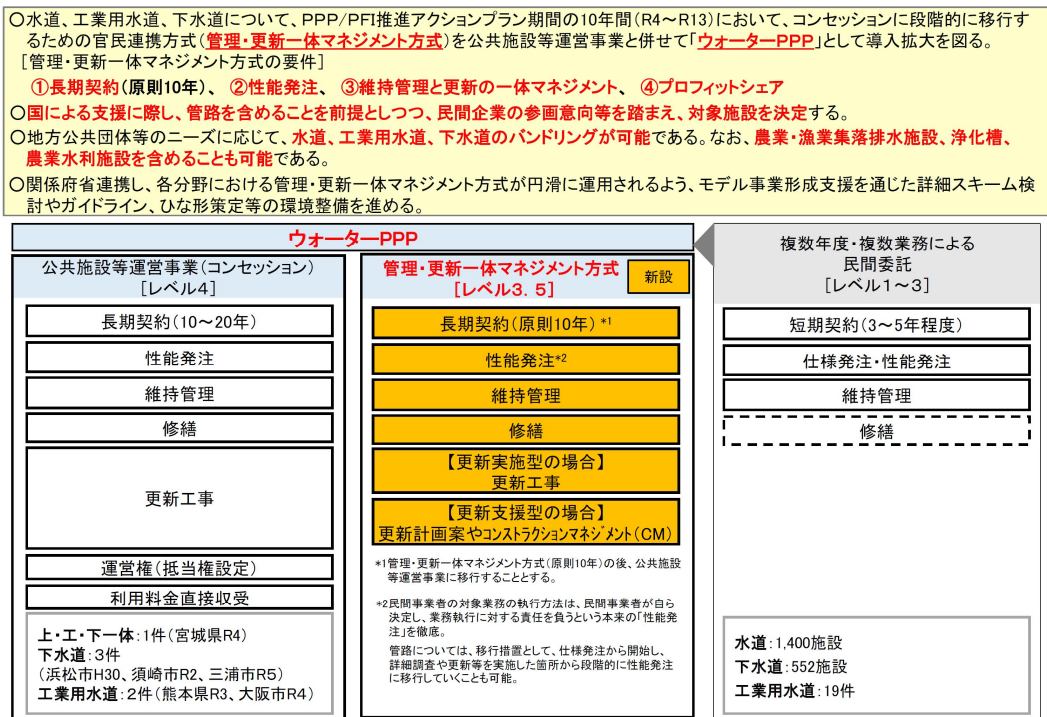 ○水道、工業用水道、下水道について、PPP/PFI推進アクションプラン期間の10年間(R4～R13)において、コンセッションに段階的に移行す
るための官民連携方式(管理・更新一体マネジメント方式)を公共施設等運営事業と併せて「ウォーターPPP」として導入拡大を図る。
[管理・更新一体マネジメント方式の要件]
①長期契約(原則10年)、 ②性能発注、 ③維持管理と更新の一体マネジメント、 ④プロフィットシェア
○国による支援に際し、管路を含めることを前提としつつ、民間企業の参画意向等を踏まえ、対象施設を決定する。
○地方公共団体等のニーズに応じて、水道、工業用水道、下水道のバンドリングが可能である。なお、農業・漁業集落排水施設、浄化槽、
農業水利施設を含めることも可能である。
○関係府省連携し、各分野における管理・更新一体マネジメント方式が円滑に運用されるよう、モデル事業形成支援を通じた詳細スキーム検
討やガイドライン、ひな形策定等の環境整備を進める。
ウォーターPPP
公共施設等運営事業(コンセッション)
[レベル4]
長期契約(10～20年)
性能発注
維持管理
修繕
更新工事
運営権(抵当権設定)
利用料金直接収受
上・工・下一体:1件(宮城県R4)
下水道:3件
(浜松市H30、須崎市R2、三浦市R5)
工業用水道:2件(熊本県R3、大阪市R4)
管理・更新一体マネジメント方式
[レベル3.5]
新設
長期契約(原則10年) *1
性能発注*2
維持管理
修繕
【更新実施型の場合】
更新工事
【更新支援型の場合】
更新計画案やコンストラクションマネジメント(CM)
*1管理・更新一体マネジメント方式(原則10年)の後、公共施設
等運営事業に移行することとする。
*2民間事業者の対象業務の執行方法は、民間事業者が自ら
決定し、業務執行に対する責任を負うという本来の「性能発
注」を徹底。
管路については、移行措置として、仕様発注から開始し、
詳細調査や更新等を実施した箇所から段階的に性能発注
に移行していくことも可能。
複数年度・複数業務による
民間委託
[レベル1～3]
短期契約(3～5年程度)
仕様発注・性能発注
維持管理
修繕
水道:1,400施設
下水道:552施設
工業用水道:19件